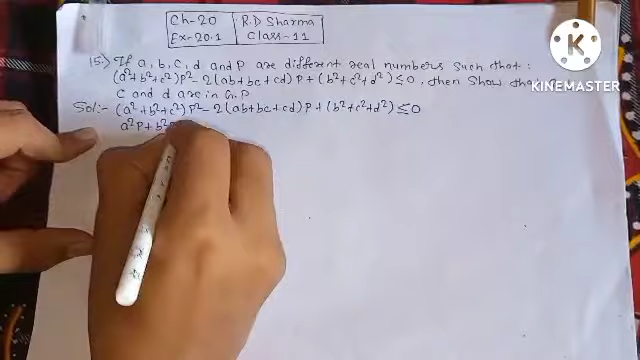 Ch-20
Ex-20.1
R.D Sharma
Class-11
15.) If a, b, c, d and P are different real numbers such that:
(a²+b²+c²)P²-2(ab+bc+cd)P+(b²+c²+d²)≤0, then show
c and d are in G.P
Sol:- (a²+b²+c²)P²-2(ab+bc+cd)P+(b²+c²+d²)≤0
a²P+b²
K
KINEMASTER